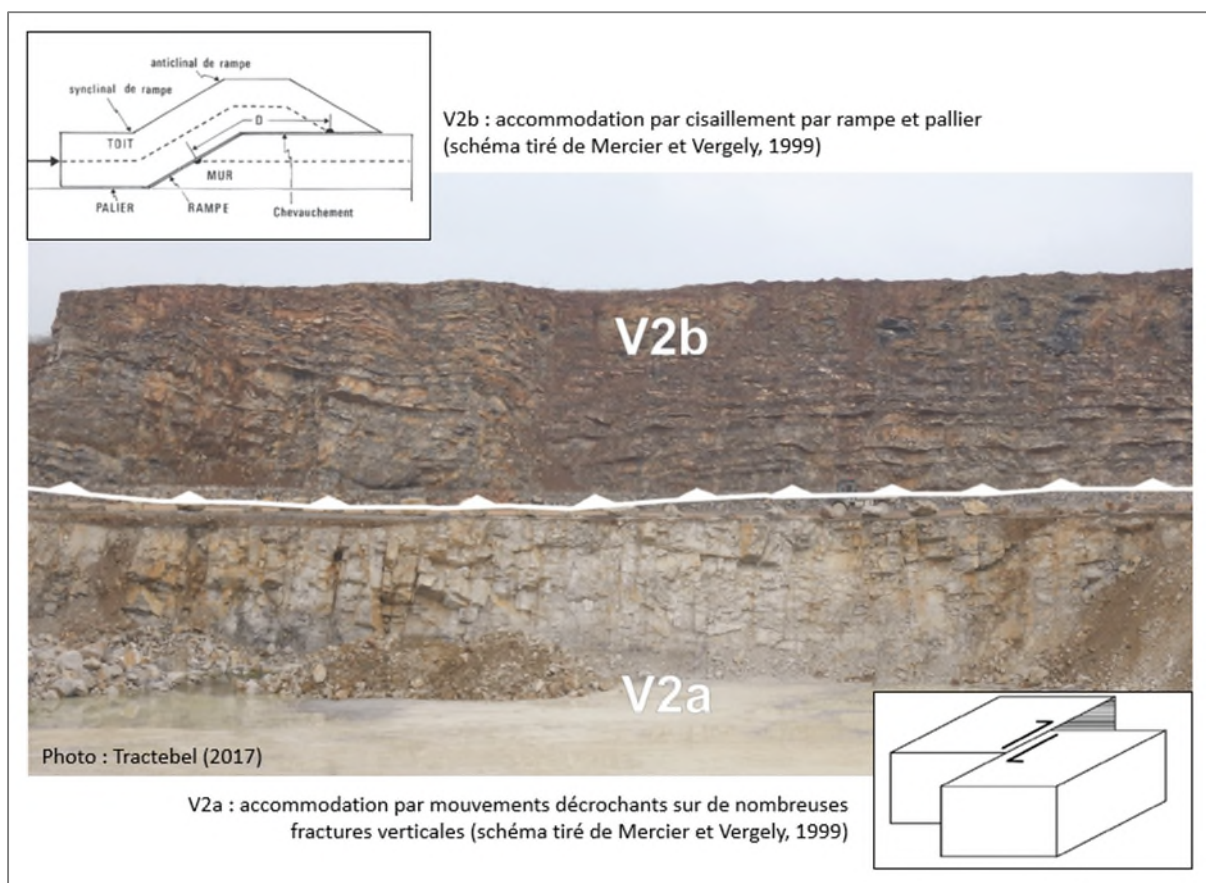 anticlinal de rampe
synclinal de rampe
D
TOIT
MUR
PALIER
RAMPE
Chevauchement
V2b : accommodation par cisaillement par rampe et pallier
(schéma tiré de Mercier et Vergely, 1999)
V2b
V2a
Photo : Tractebel (2017)
V2a : accommodation par mouvements décrochants sur de nombreuses
fractures verticales (schéma tiré de Mercier et Vergely, 1999)